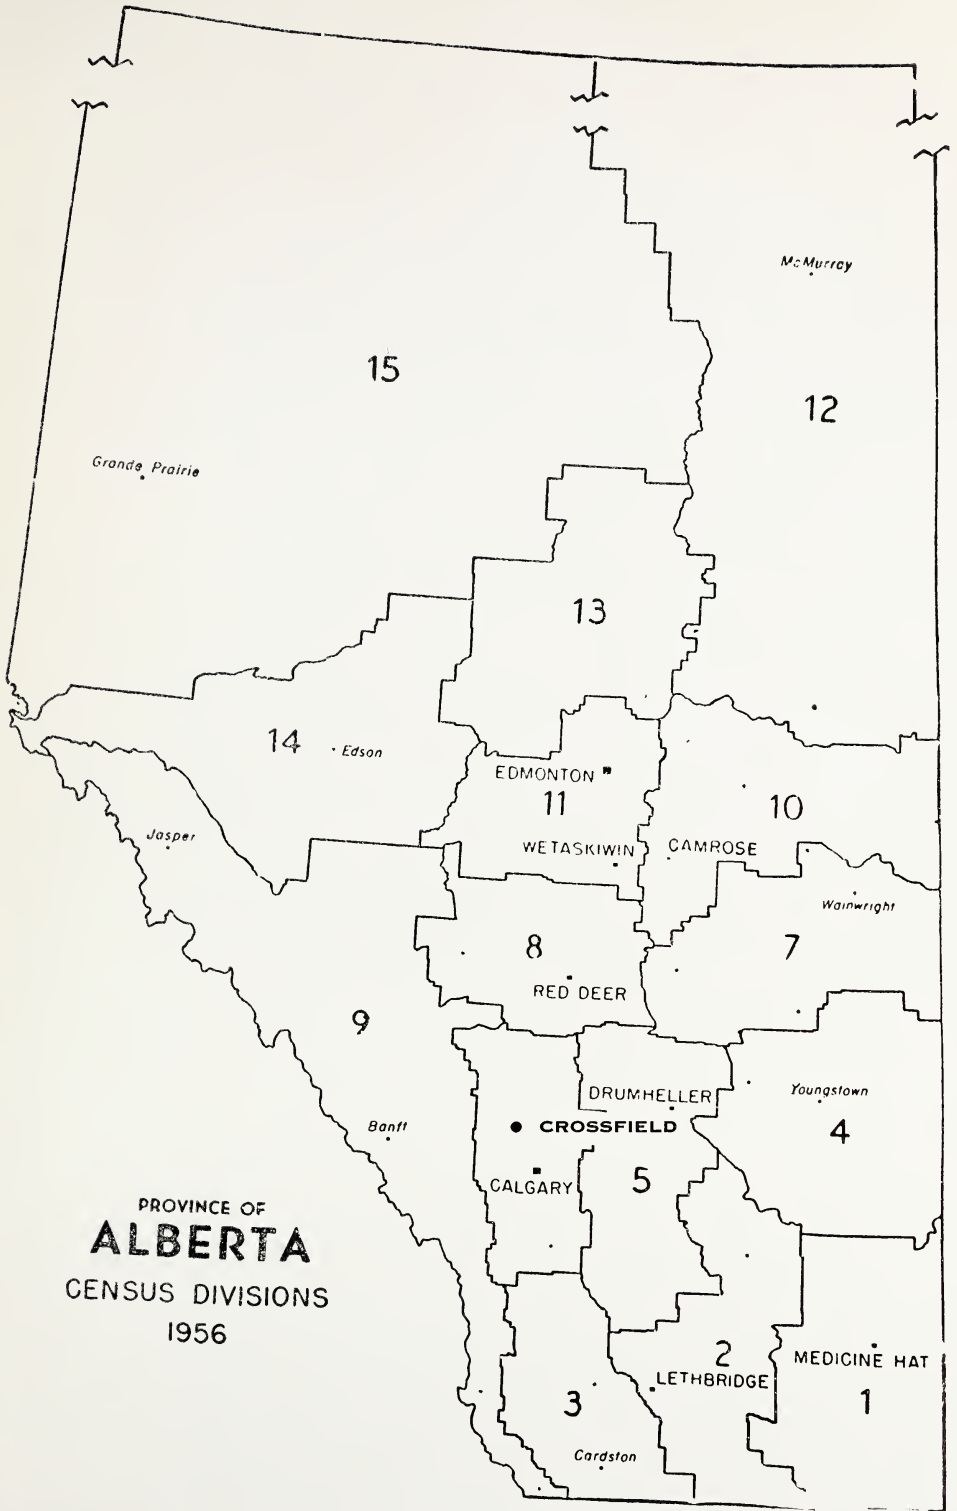 McMurray
15
12
Grande Prairie
13
14
Edson
EDMONTON
11
10
Jasper
WETASKIWIN
CAMROSE
Wainwright
8
7
RED DEER
9
DRUMHELLER
Youngstown
Banff
CROSSFIELD
4
CALGARY
5
PROVINCE OF
ALBERTA
CENSUS DIVISIONS
1956
2
MEDICINE HAT
LETHBRIDGE
3
1
Cardston